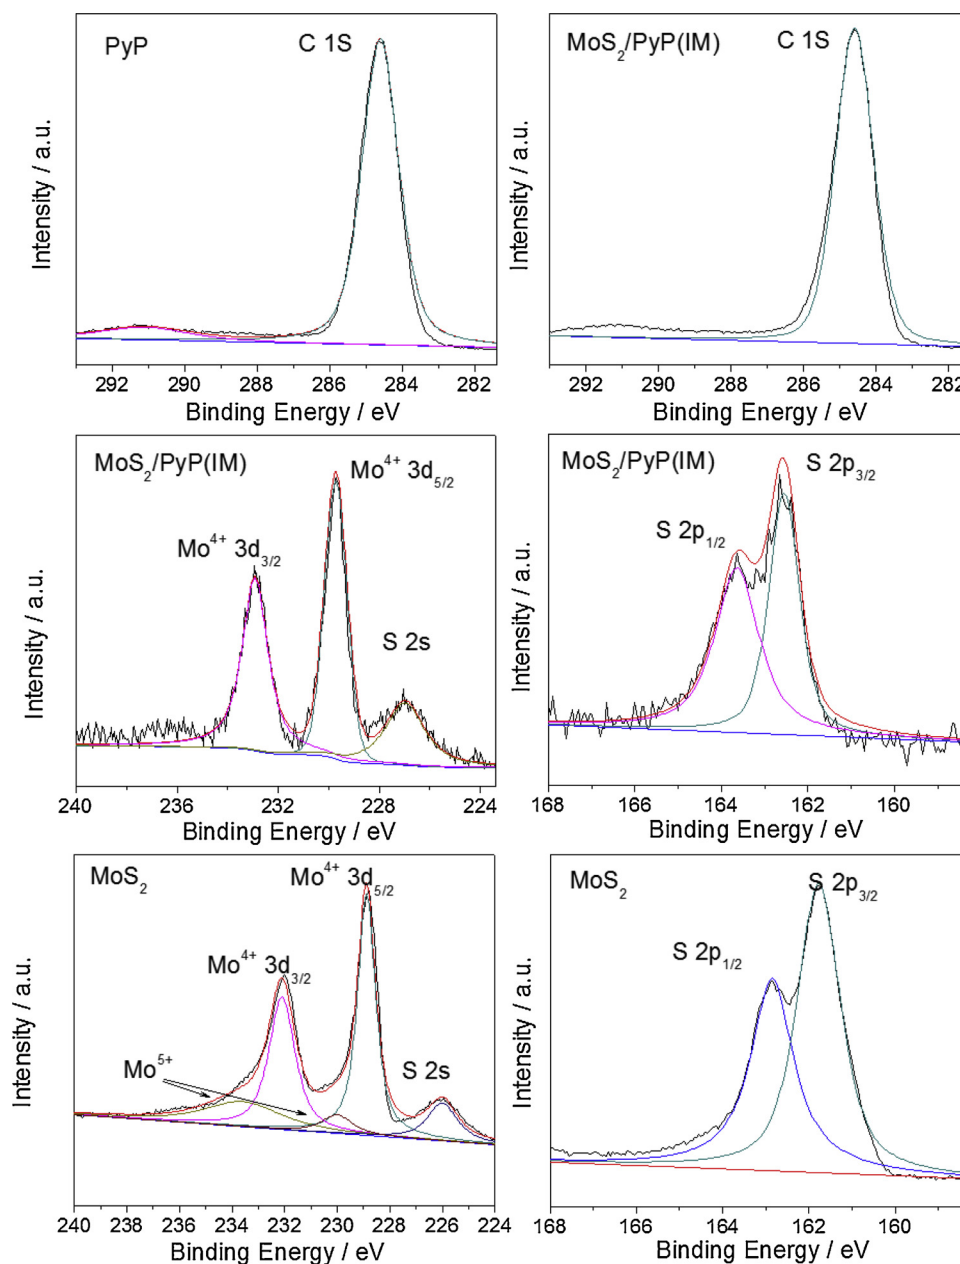 PyP
C 1S
Intensity / a.u.
292 290 288 286 284 282
Binding Energy / eV
MoS2/PyP(IM)
C 1S
Intensity / a.u.
292 290 288 286 284 282
Binding Energy / eV
MoS2/PyP(IM)
Mo4+ 3d5/2
Mo4+ 3d3/2
S 2s
Intensity / a.u.
240 236 233 230 227 224
Binding Energy / eV
MoS2/PyP(IM)
S 2p3/2
S 2p1/2
Intensity / a.u.
168 166 164 162 160
Binding Energy / eV
MoS2
Mo4+ 3d5/2
Mo4+ 3d3/2
Mo5+
S 2s
Intensity / a.u.
240 238 236 234 232 230 228 226 224
Binding Energy / eV
MoS2
S 2p3/2
S 2p1/2
Intensity / a.u.
168 166 164 162 160
Binding Energy / eV